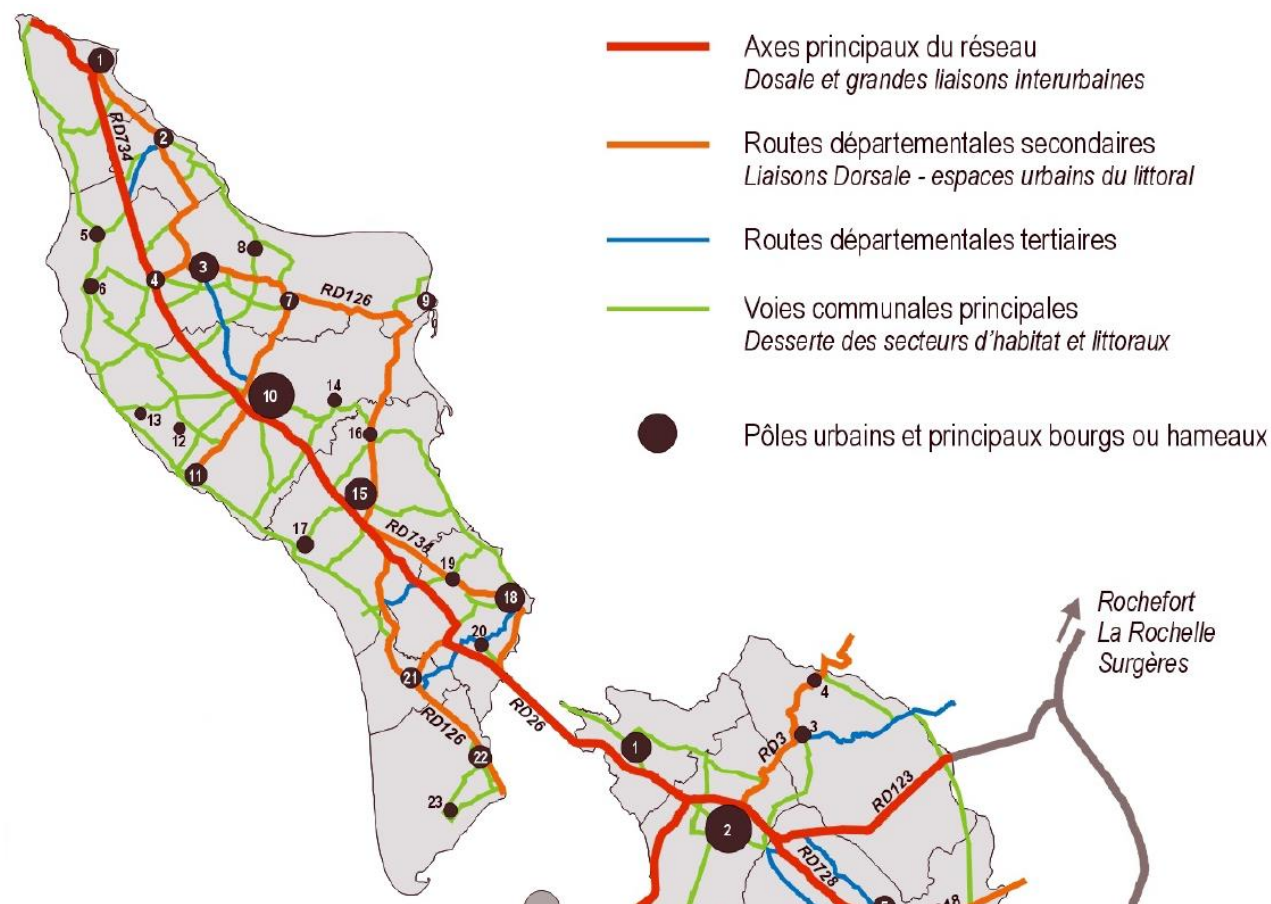 Axes principaux du réseau
Dosale et grandes liaisons interurbaines
Routes départementales secondaires
Liaisons Dorsale - espaces urbains du littoral
Routes départementales tertiaires
Voies communales principales
Desserte des secteurs d'habitat et littoraux
Pôles urbains et principaux bourgs ou hameaux
1
RD734
2
5
8
3
4
6
7
RD126
9
10
14
13
12
16
11
15
17
RD734
19
18
20
21
RD26
RD126
22
23
Rochefort
La Rochelle
Surgères
4
3
1
RD3
RD123
2
RD728